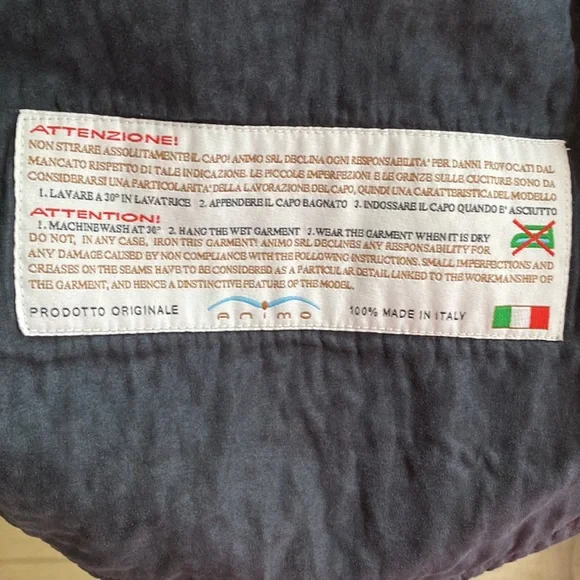 ATTENZIONE!
NON STIRARE ASSOLUTAMENTE IL CAPO! ANIMO SRL DECLINA OGNI RESPONSABILITA' PER DANNI PROVOCATI DAL
MANCATO RISPETTO DI TALE INDICAZIONE. LE PICCOLE IMPERFEZIONI E LE GRINZE SULLE CUCITURE SONO DA
CONSIDERARSI UNA PARTICOLARITA' DELLA LAVORAZIONE DEL CAPO, QUINDI UNA CARATTERISTICA DEL MODELLO
1. LAVARE A 30° IN LAVATRICE 2. APPENDERE IL CAPO BAGNATO 3. INDOSSARE IL CAPO QUANDO E' ASCIUTTO
ATTENTION!
1. MACHINE WASH AT 30° 2. HANG THE WET GARMENT 3. WEAR THE GARMENT WHEN IT IS DRY
DO NOT, IN ANY CASE, IRON THIS GARMENT! ANIMO SRL DECLINES ANY RESPONSABILITY FOR
ANY DAMAGE CAUSED BY NON COMPLIANCE WITH THE FOLLOWING INSTRUCTIONS. SMALL IMPERFECTIONS AND
CREASES ON THE SEAMS HAVE TO BE CONSIDERED AS A PARTICULAR DETAIL LINKED TO THE WORKMANSHIP OF
THE GARMENT, AND HENCE A DINSTINCTIVE FEATURE OF THE MODEL.
PRODOTTO ORIGINALE animo 100% MADE IN ITALY